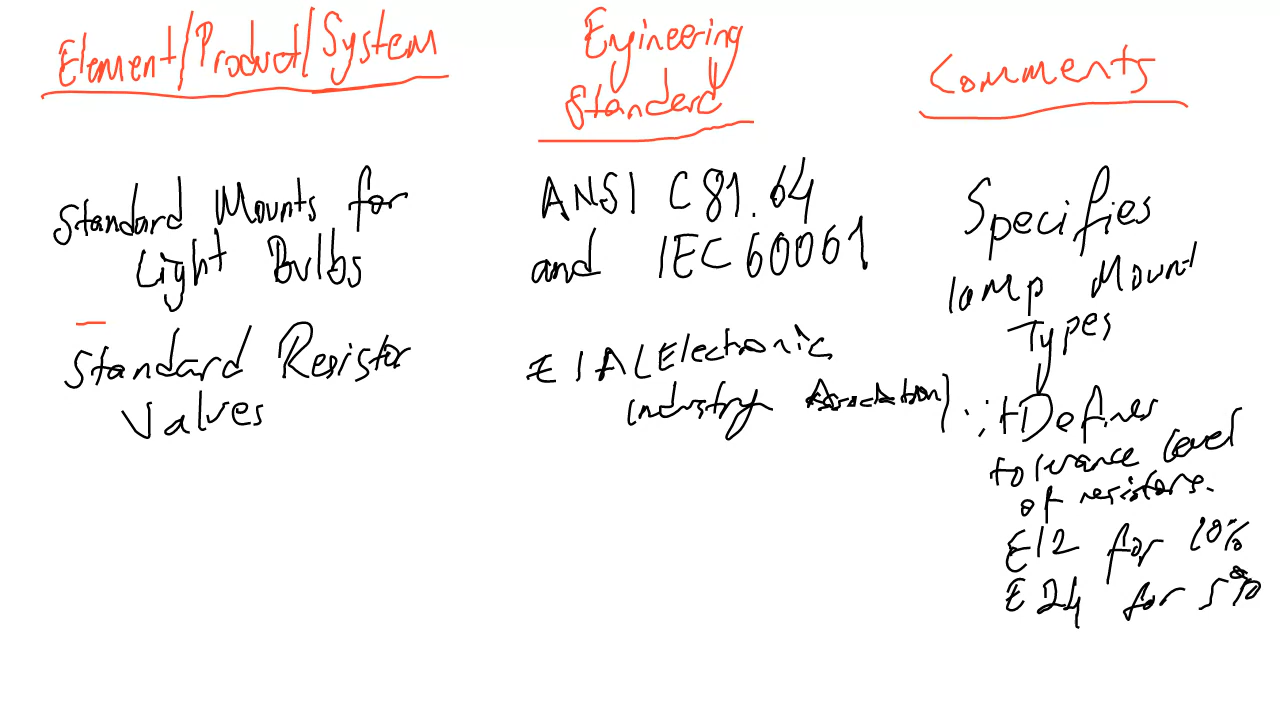 Element/Product/System
Engineering
Standard
Comments
Standard Mounts for
Light Bulbs
ANSI C81.64
and IEC 60061
Specifies
lamp Mount
Types
Standard Resistor
Values
EIA(Electronic
industry Association)
it Defines
tolerance level
of resistors.
E12 for 10%
E24 for 5%